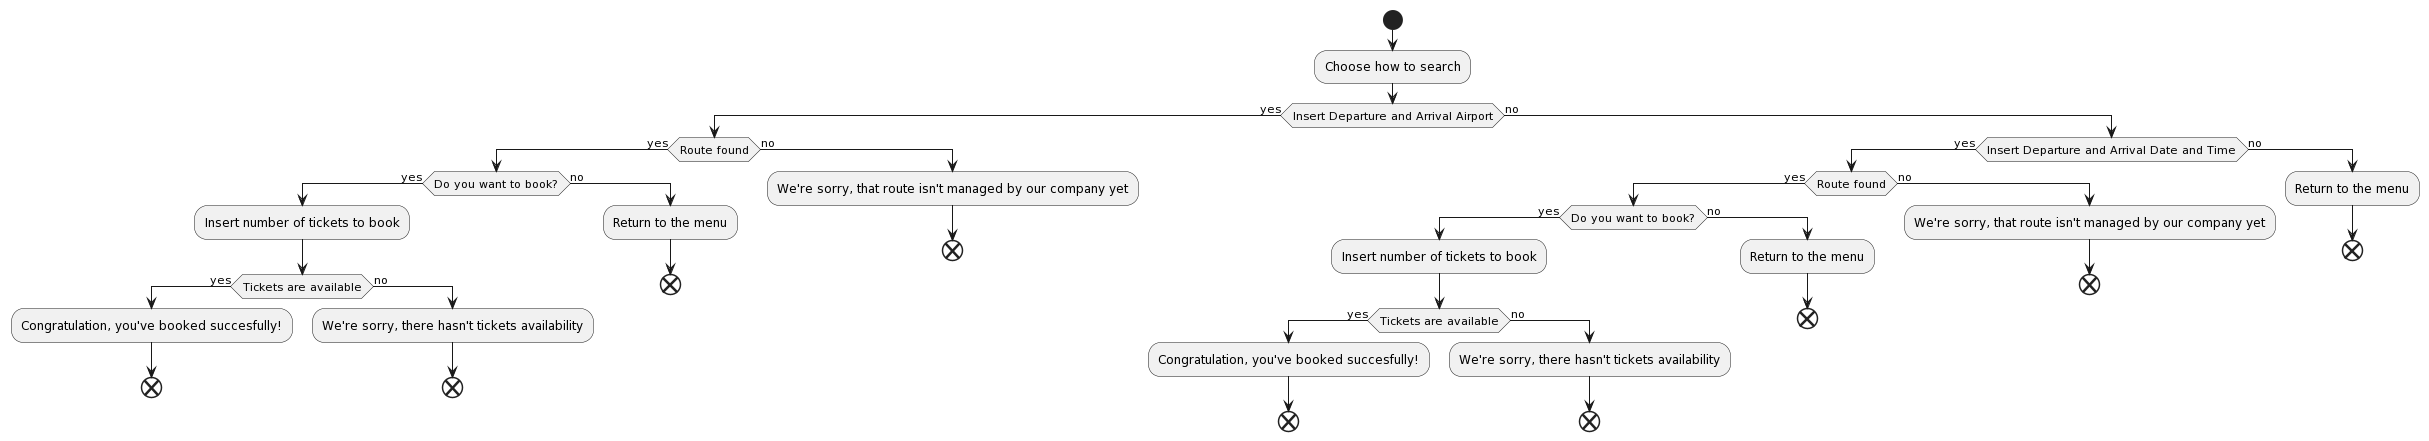 Choose how to search
yes
Insert Departure and Arrival Airport
no
yes
Route found
no
yes
Insert Departure and Arrival Date and Time
no
yes
Do you want to book?
no
We're sorry, that route isn't managed by our company yet
yes
Route found
no
Return to the menu
Insert number of tickets to book
Return to the menu
yes
Do you want to book?
no
We're sorry, that route isn't managed by our company yet
Insert number of tickets to book
Return to the menu
yes
Tickets are available
no
Congratulation, you've booked succesfully!
We're sorry, there hasn't tickets availability
yes
Tickets are available
no
Congratulation, you've booked succesfully!
We're sorry, there hasn't tickets availability